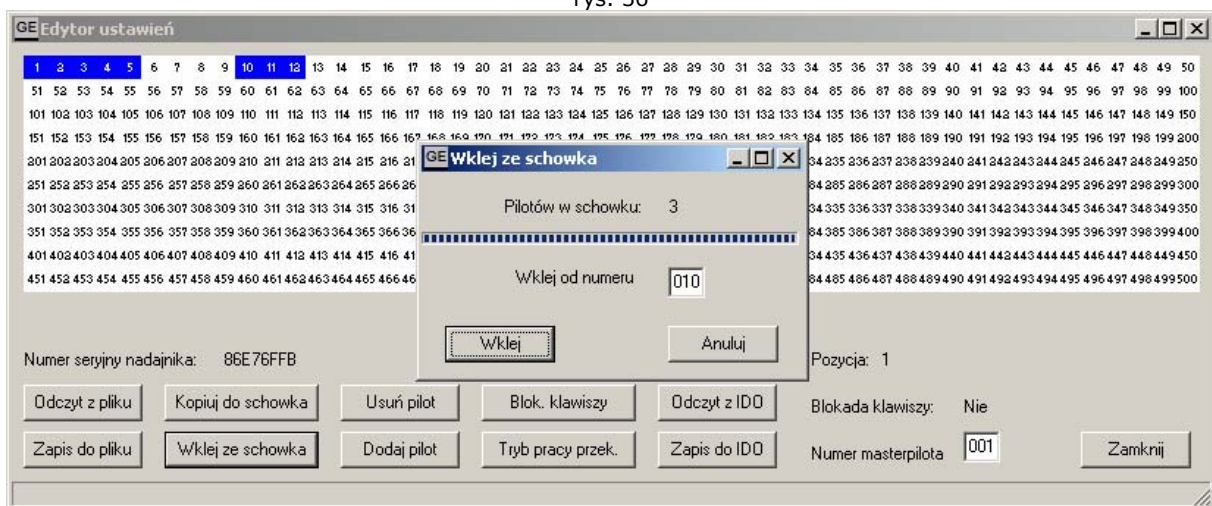 GE Edytor ustawień
1 2 3 4 5 6 7 8 9 10 11 12 13 14 15 16 17 18 19 20 21 22 23 24 25 26 27 28 29 30 31 32 33 34 35 36 37 38 39 40 41 42 43 44 45 46 47 48 49 50
51 52 53 54 55 56 57 58 59 60 61 62 63 64 65 66 67 68 69 70 71 72 73 74 75 76 77 78 79 80 81 82 83 84 85 86 87 88 89 90 91 92 93 94 95 96 97 98 99 100
101 102 103 104 105 106 107 108 109 110 111 112 113 114 115 116 117 118 119 120 121 122 123 124 125 126 127 128 129 130 131 132 133 134 135 136 137 138 139 140 141 142 143 144 145 146 147 148 149 150
151 152 153 154 155 156 157 158 159 160 161 162 163 164 165 166 167 168 169 170 171 172 173 174 175 176 177 178 179 180 181 182 183 184 185 186 187 188 189 190 191 192 193 194 195 196 197 198 199 200
201 202 203 204 205 206 207 208 209 210 211 212 213 214 215 216 21 34 235 236 237 238 239 240 241 242 243 244 245 246 247 248 249 250
251 252 253 254 255 256 257 258 259 260 261 262 263 264 265 266 26 84 285 286 287 288 289 290 291 292 293 294 295 296 297 298 299 300
301 302 303 304 305 306 307 308 309 310 311 312 313 314 315 316 31 34 335 336 337 338 339 340 341 342 343 344 345 346 347 348 349 350
351 352 353 354 355 356 357 358 359 360 361 362 363 364 365 366 36 84 385 386 387 388 389 390 391 392 393 394 395 396 397 398 399 400
401 402 403 404 405 406 407 408 409 410 411 412 413 414 415 416 41 34 435 436 437 438 439 440 441 442 443 444 445 446 447 448 449 450
451 452 453 454 455 456 457 458 459 460 461 462 463 464 465 466 46 84 485 486 487 488 489 490 491 492 493 494 495 496 497 498 499 500
GE Wklej ze schowka
Pilotów w schowku: 3
Wklej od numeru 010
Wklej Anuluj
Numer seryjny nadajnika: 86E76FFB Pozycja: 1
Odczyt z pliku Kopiuj do schowka Usuń pilot Blok. klawiszy Odczyt z IDO Blokada klawiszy: Nie
Zapis do pliku Wklej ze schowka Dodaj pilot Tryb pracy przek. Zapis do IDO Numer masterpilota 001 Zamknij